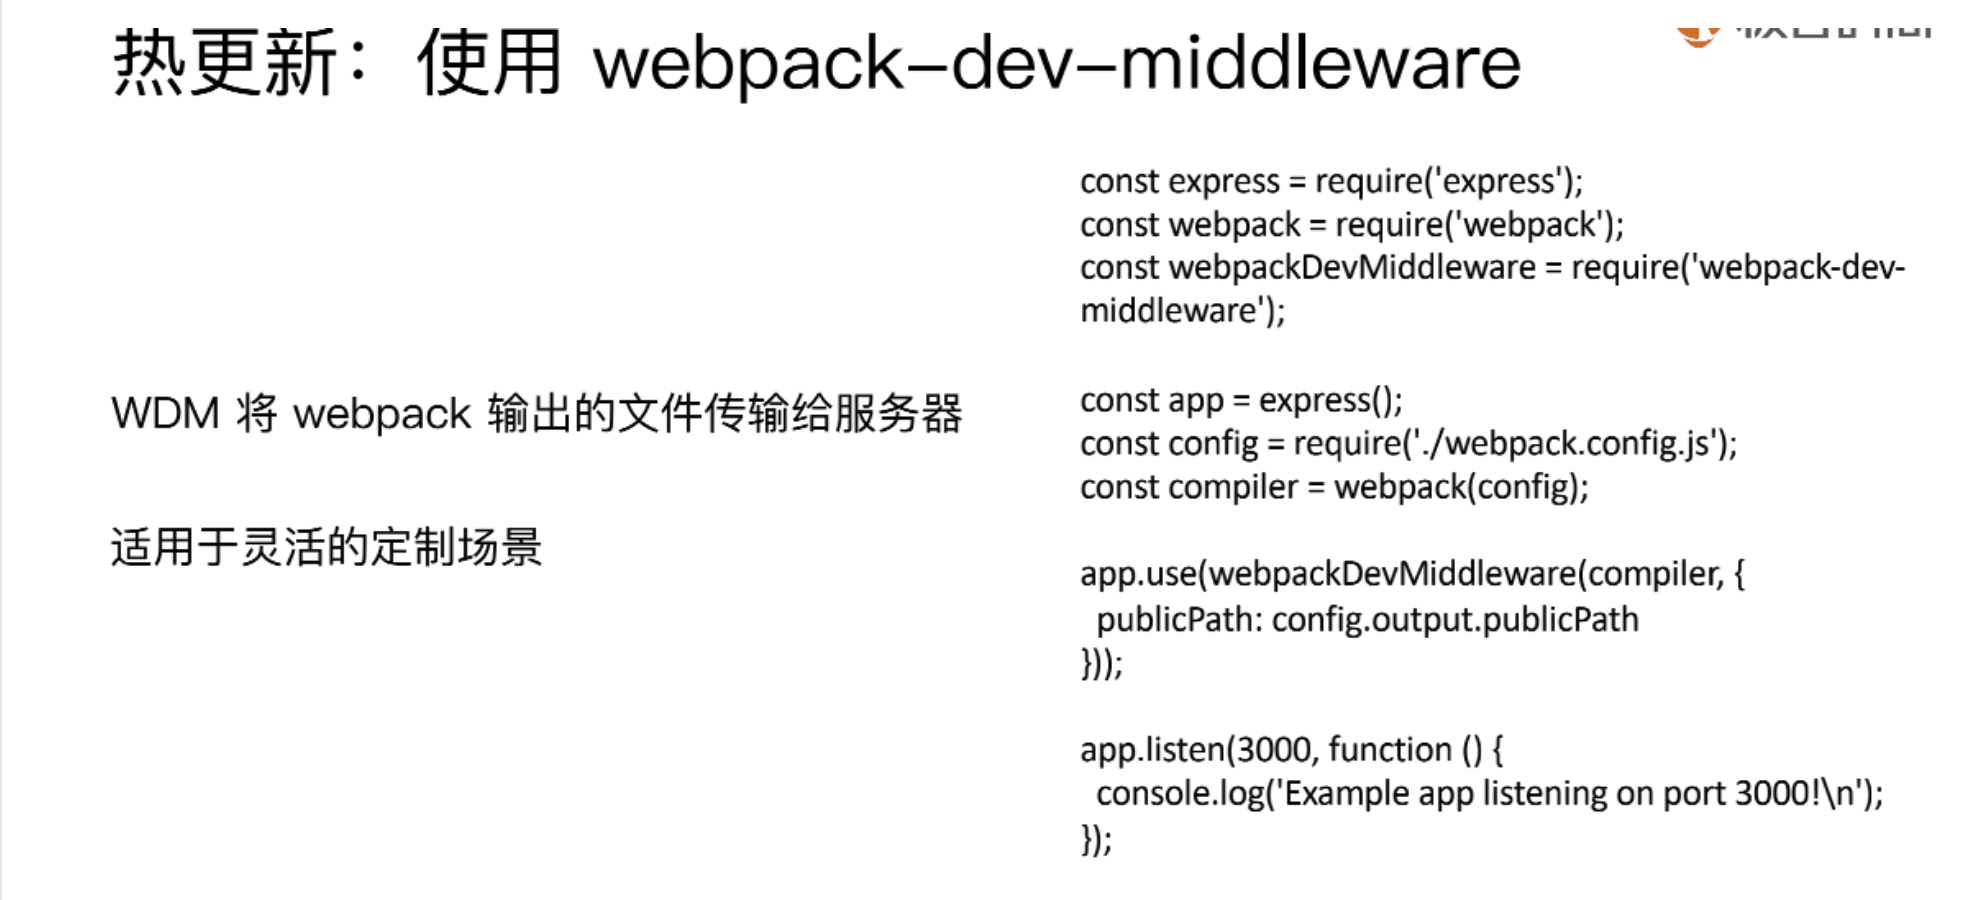 热更新：使用 webpack-dev-middleware
WDM 将 webpack 输出的文件传输给服务器
适用于灵活的定制场景
const express = require('express');
const webpack = require('webpack');
const webpackDevMiddleware = require('webpack-dev-
middleware');
const app = express();
const config = require('./webpack.config.js');
const compiler = webpack(config);
app.use(webpackDevMiddleware(compiler, {
  publicPath: config.output.publicPath
}));
app.listen(3000, function () {
  console.log('Example app listening on port 3000!\n');
});